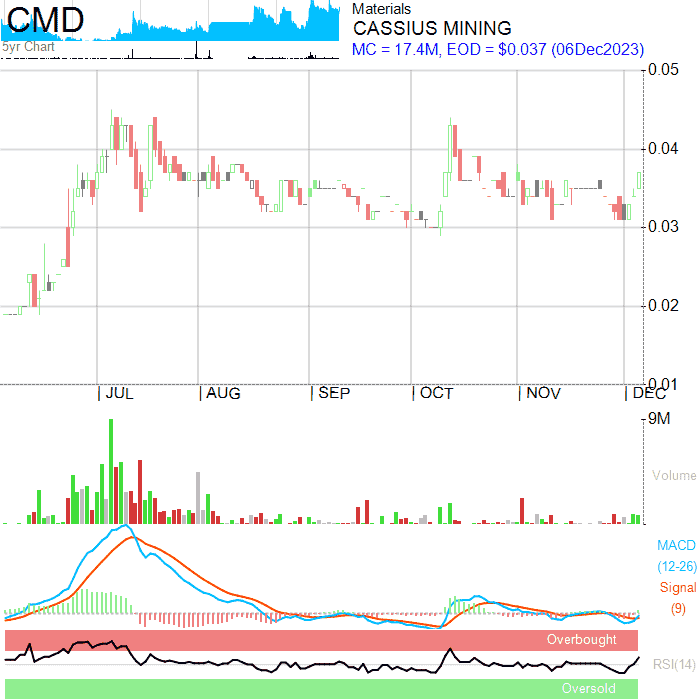 CMD
5yr Chart
Materials
CASSIUS MINING
MC = 17.4M, EOD = $0.037 (06Dec2023)
0.05
0.04
0.03
0.02
0.01
JUL AUG SEP OCT NOV DEC
9M
Volume
MACD
(12-26)
Signal
(9)
Overbought
RSI(14)
Oversold